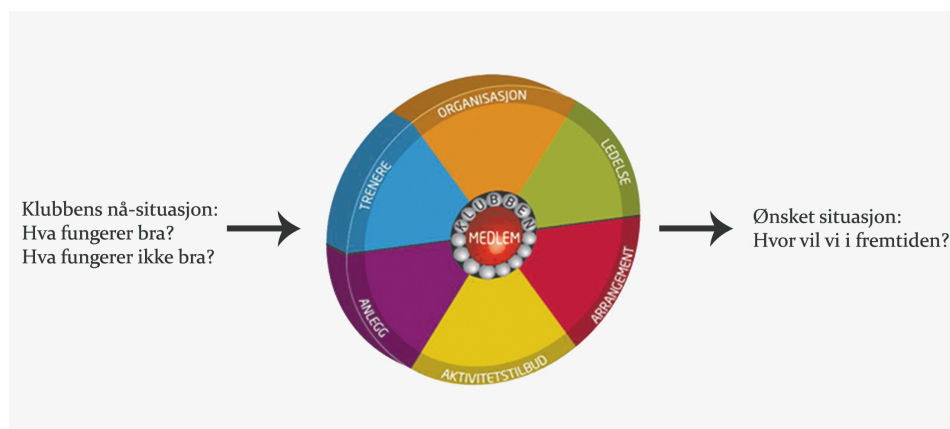 Klubbens nå-situasjon:
Hva fungerer bra?
Hva fungerer ikke bra?
ORGANISASJON
LEDELSE
ARRANGEMENT
AKTIVITETSTILBUD
ANLEGG
TRENERE
KLUBBEN
MEDLEM
Ønsket situasjon:
Hvor vil vi i fremtiden?